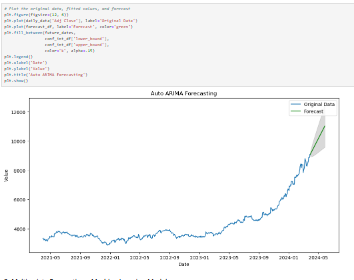 # Plot the original data, fitted values, and forecast
plt.figure(figsize=(12, 6))
plt.plot(daily_data['Adj Close'], label='Original Data')
plt.plot(forecast_df, label='Forecast', color='green')
plt.fill_between(future_dates,
conf_int_df['lower_bound'],
conf_int_df['upper_bound'],
color='k', alpha=.15)
plt.legend()
plt.xlabel('Date')
plt.ylabel('Value')
plt.title('Auto ARIMA Forecasting')
plt.show()
Auto ARIMA Forecasting
Original Data
Forecast
12000
10000
8000
6000
4000
Value
2021-05 2021-09 2022-01 2022-05 2022-09 2023-01 2023-05 2023-09 2024-01 2024-05
Date